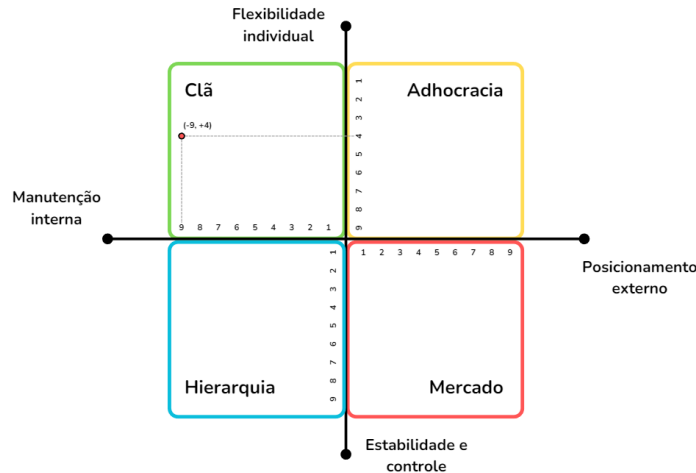 Flexibilidade
individual
Clã
Adhocracia
1
2
3
4
5
6
7
8
9
(-9, +4)
Manutenção
interna
9 8 7 6 5 4 3 2 1
1 2 3 4 5 6 7 8 9
Posicionamento
externo
1
2
3
4
5
6
7
8
9
Hierarquia
Mercado
Estabilidade e
controle